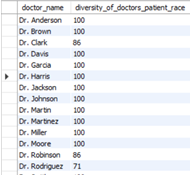 doctor_name diversity_of_doctors_patient_race
Dr. Anderson 100
Dr. Brown 100
Dr. Clark 86
Dr. Davis 100
Dr. Garcia 100
Dr. Harris 100
Dr. Jackson 100
Dr. Johnson 100
Dr. Martin 100
Dr. Martinez 100
Dr. Miller 100
Dr. Moore 100
Dr. Robinson 86
Dr. Rodriguez 71